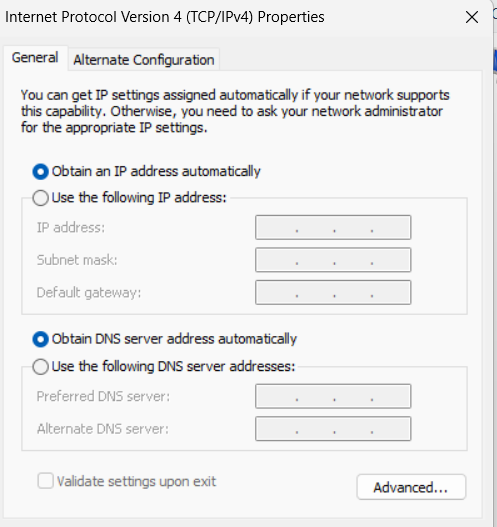 Internet Protocol Version 4 (TCP/IPv4) Properties
General
Alternate Configuration
You can get IP settings assigned automatically if your network supports
this capability. Otherwise, you need to ask your network administrator
for the appropriate IP settings.
Obtain an IP address automatically
Use the following IP address:
IP address:
Subnet mask:
Default gateway:
Obtain DNS server address automatically
Use the following DNS server addresses:
Preferred DNS server:
Alternate DNS server:
Validate settings upon exit
Advanced...